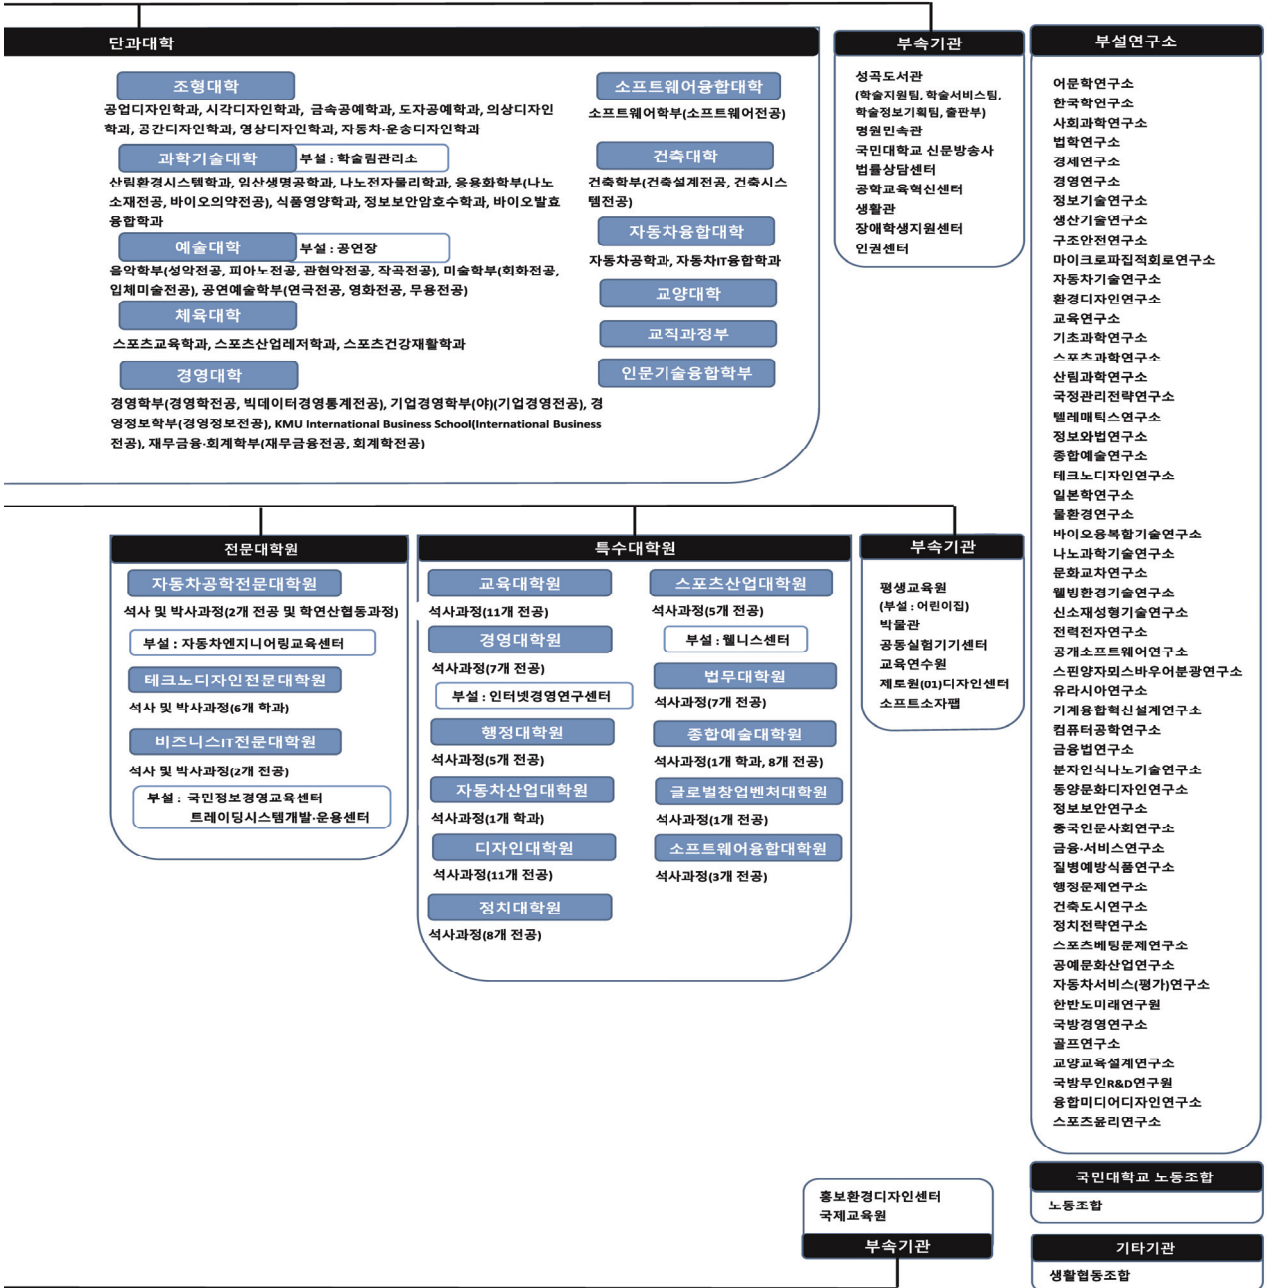 단과대학
조형대학
공업디자인학과, 시각디자인학과, 금속공예학과, 도자공예학과, 의상디자인
학과, 공간디자인학과, 영상디자인학과, 자동차·운송디자인학과
과학기술대학
부설 : 학술림관리소
산림환경시스템학과, 임산생명공학과, 나노전자물리학과, 응용화학부(나노
소재전공, 바이오의약전공), 식품영양학과, 정보보안암호수학과, 바이오발효
융합학과
예술대학
부설 : 공연장
음악학부(성악전공, 피아노전공, 관현악전공, 작곡전공), 미술학부(회화전공,
입체미술전공), 공연예술학부(연극전공, 영화전공, 무용전공)
체육대학
스포츠교육학과, 스포츠산업레저학과, 스포츠건강재활학과
경영대학
경영학부(경영학전공, 빅데이터경영통계전공), 기업경영학부(야)(기업경영전공), 경
영정보학부(경영정보전공), KMU International Business School(International Business
전공), 재무금융·회계학부(재무금융전공, 회계학전공)
소프트웨어융합대학
소프트웨어학부(소프트웨어전공)
건축대학
건축학부(건축설계전공, 건축시스
템전공)
자동차융합대학
자동차공학과, 자동차IT융합학과
교양대학
교직과정부
인문기술융합학부
부속기관
성곡도서관
(학술지원팀, 학술서비스팀,
학술정보기획팀, 출판부)
명원민속관
국민대학교 신문방송사
법률상담센터
공학교육혁신센터
생활관
장애학생지원센터
인권센터
부설연구소
어문학연구소
한국학연구소
사회과학연구소
법학연구소
경제연구소
경영연구소
정보기술연구소
생산기술연구소
구조안전연구소
마이크로파집적회로연구소
자동차기술연구소
환경디자인연구소
교육연구소
기초과학연구소
스포츠과학연구소
산림과학연구소
국정관리전략연구소
텔레매틱스연구소
정보와법연구소
종합예술연구소
테크노디자인연구소
일본학연구소
물환경연구소
바이오융복합기술연구소
나노과학기술연구소
문화교차연구소
웰빙환경기술연구소
신소재성형기술연구소
전력전자연구소
공개소프트웨어연구소
스핀양자뫼스바우어분광연구소
유라시아연구소
기계융합혁신설계연구소
컴퓨터공학연구소
금융법연구소
분자인식나노기술연구소
동양문화디자인연구소
정보보안연구소
중국인문사회연구소
금융·서비스연구소
질병예방식품연구소
행정문제연구소
건축도시연구소
정치전략연구소
스포츠베팅문제연구소
공예문화산업연구소
자동차서비스(평가)연구소
한반도미래연구원
국방경영연구소
골프연구소
교양교육설계연구소
국방무인R&D연구원
융합미디어디자인연구소
스포츠윤리연구소
전문대학원
자동차공학전문대학원
석사 및 박사과정(2개 전공 및 학연산협동과정)
부설 : 자동차엔지니어링교육센터
테크노디자인전문대학원
석사 및 박사과정(6개 학과)
비즈니스IT전문대학원
석사 및 박사과정(2개 전공)
부설 : 국민정보경영교육센터
트레이딩시스템개발·운용센터
특수대학원
교육대학원
석사과정(11개 전공)
경영대학원
석사과정(7개 전공)
부설 : 인터넷경영연구센터
행정대학원
석사과정(5개 전공)
자동차산업대학원
석사과정(1개 학과)
디자인대학원
석사과정(11개 전공)
정치대학원
석사과정(8개 전공)
스포츠산업대학원
석사과정(5개 전공)
부설 : 웰니스센터
법무대학원
석사과정(7개 전공)
종합예술대학원
석사과정(1개 학과, 8개 전공)
글로벌창업벤처대학원
석사과정(1개 전공)
소프트웨어융합대학원
석사과정(3개 전공)
부속기관
평생교육원
(부설 : 어린이집)
박물관
공동실험기기센터
교육연수원
제로원(01)디자인센터
소프트소자랩
홍보환경디자인센터
국제교육원
부속기관
국민대학교 노동조합
노동조합
기타기관
생활협동조합